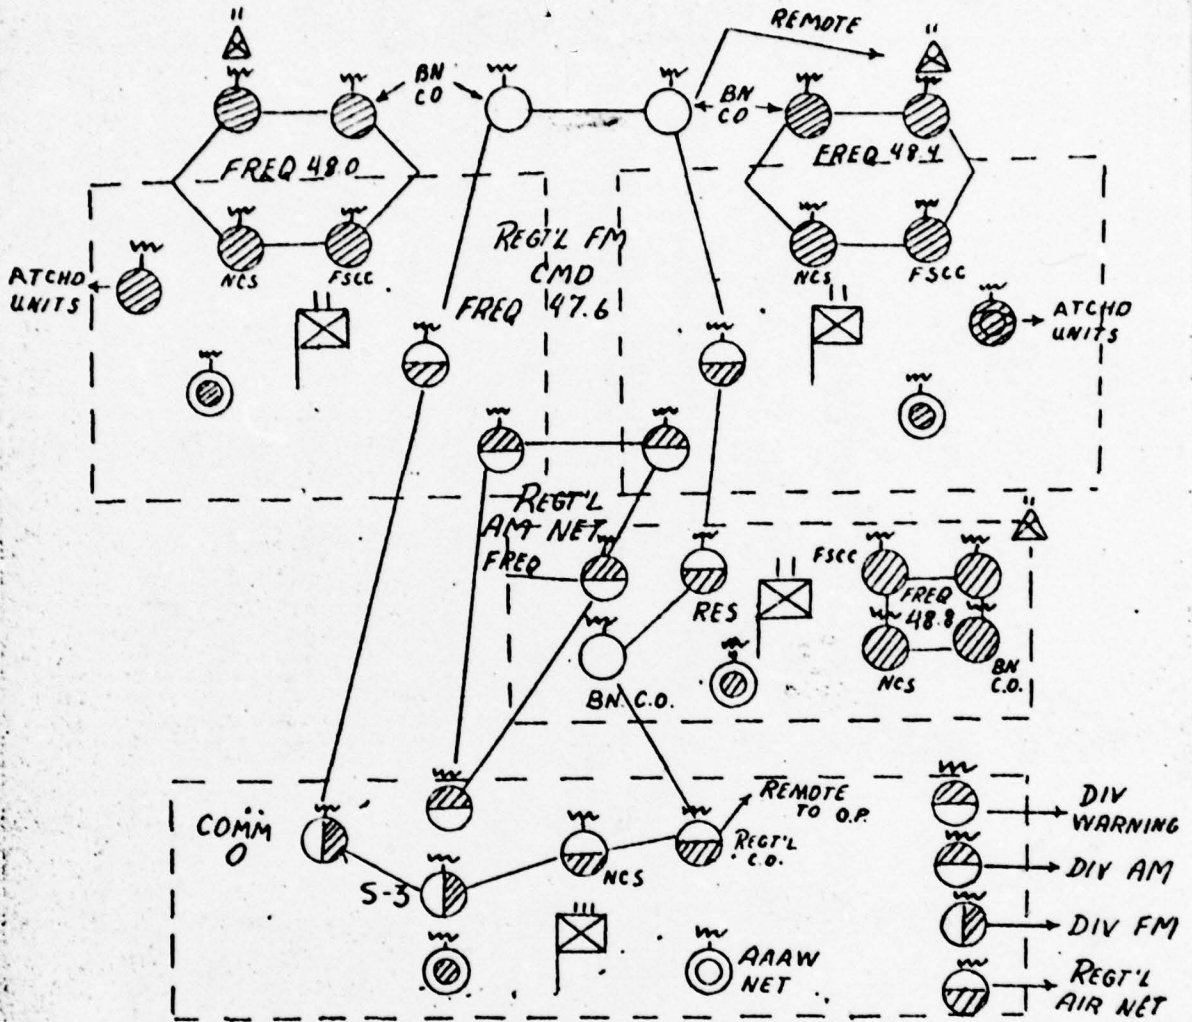 REMOTE
BN
CO
BN
CO
FREQ 48.0
FREQ 48.4
REGT'L FM
CMD
FREQ 47.6
NCS
FSCC
NCS
FSCC
ATCHD
UNITS
ATCHD
UNITS
REGT'L
AM NET
FREQ
RES
BN C.O.
FSCC
FREQ
48.8
NCS
BN
C.O.
COMM
O
S-3
NCS
REGT'L
C.O.
REMOTE
TO O.P.
AAAW
NET
DIV
WARNING
DIV AM
DIV FM
REGT'L
AIR NET